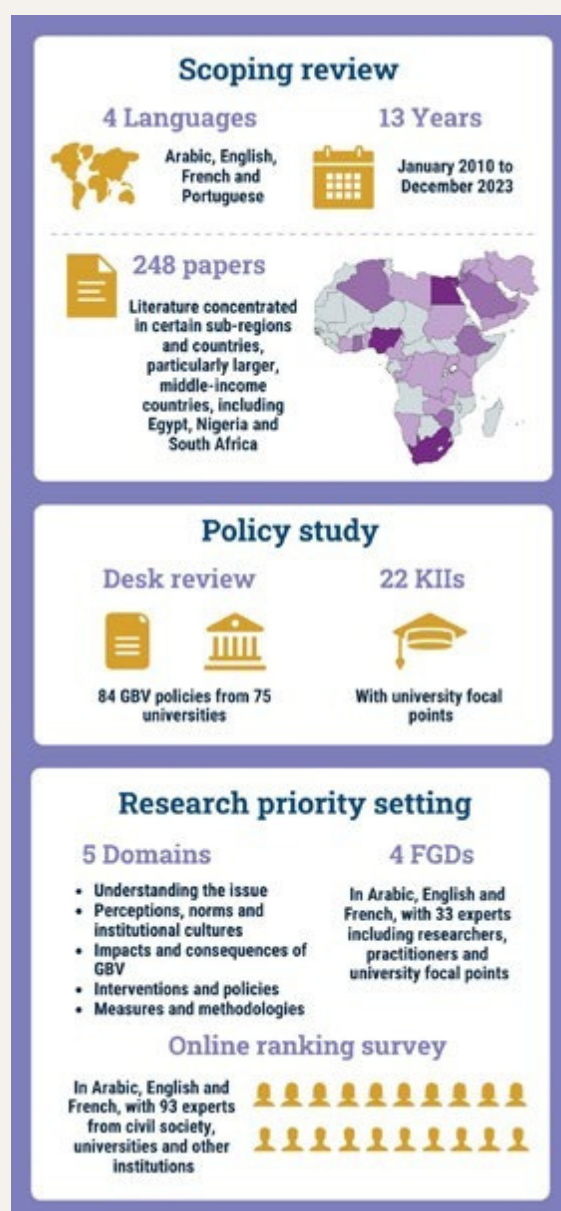 Scoping review
4 Languages
Arabic, English,
French and
Portuguese
13 Years
January 2010 to
December 2023
248 papers
Literature concentrated
in certain sub-regions
and countries,
particularly larger,
middle-income
countries, including
Egypt, Nigeria and
South Africa
Policy study
Desk review
84 GBV policies from 75
universities
22 KIIs
With university focal
points
Research priority setting
5 Domains
• Understanding the issue
• Perceptions, norms and
institutional cultures
• Impacts and consequences of
GBV
• Interventions and policies
• Measures and methodologies
4 FGDs
In Arabic, English and
French, with 33 experts
including researchers,
practitioners and
university focal points
Online ranking survey
In Arabic, English and
French, with 93 experts
from civil society,
universities and other
institutions